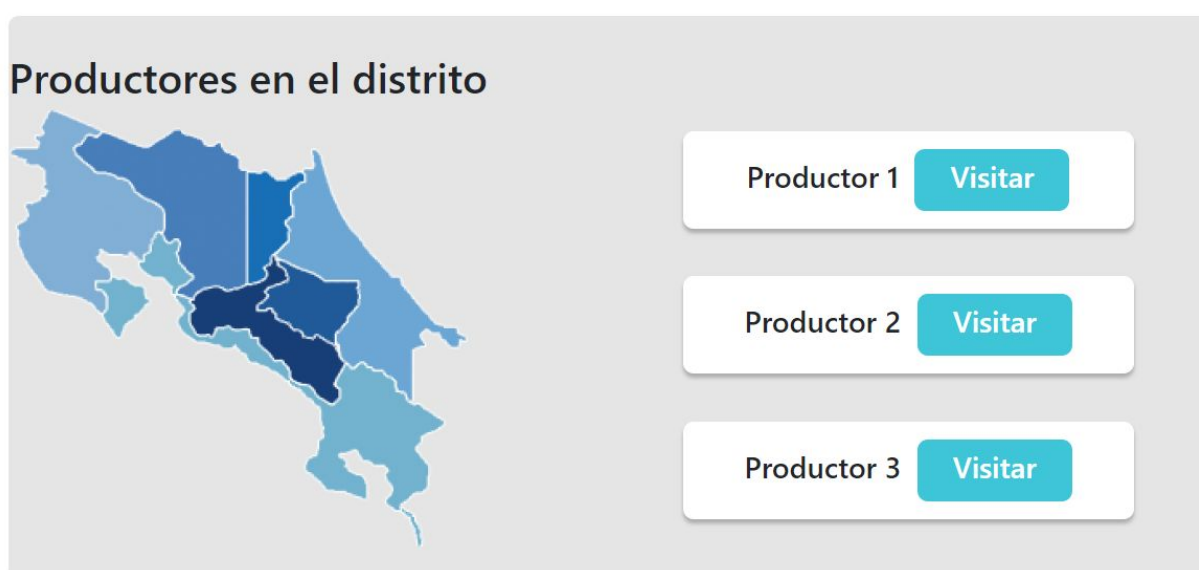 Productores en el distrito
Productor 1 Visitar
Productor 2 Visitar
Productor 3 Visitar